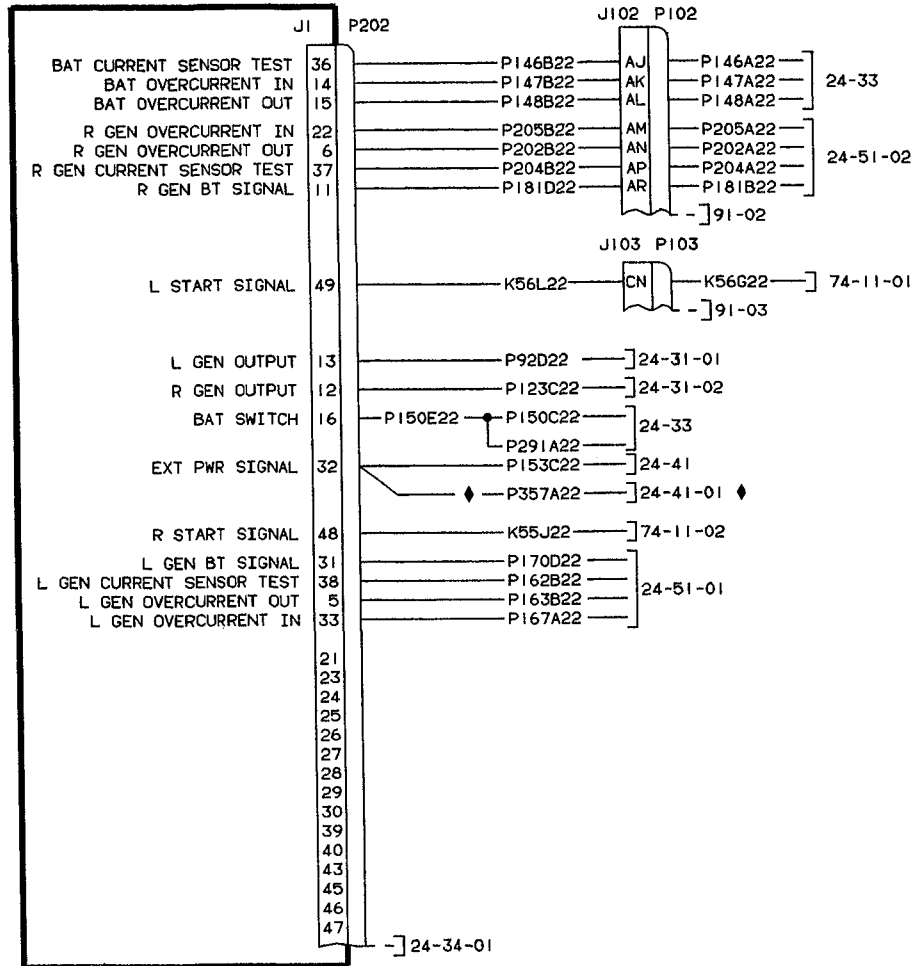 J1 P202 J102 P102
BAT CURRENT SENSOR TEST 36 P146B22 AJ P146A22
BAT OVERCURRENT IN 14 P147B22 AK P147A22 24-33
BAT OVERCURRENT OUT 15 P148B22 AL P148A22
R GEN OVERCURRENT IN 22 P205B22 AM P205A22
R GEN OVERCURRENT OUT 6 P202B22 AN P202A22 24-51-02
R GEN CURRENT SENSOR TEST 37 P204B22 AP P204A22
R GEN BT SIGNAL 11 P181D22 AR P181B22
91-02
J103 P103
L START SIGNAL 49 K56L22 CN K56G22 74-11-01
91-03
L GEN OUTPUT 13 P92D22 24-31-01
R GEN OUTPUT 12 P123C22 24-31-02
BAT SWITCH 16 P150E22 P150C22 24-33
P291A22
EXT PWR SIGNAL 32 P153C22 24-41
♦ P357A22 24-41-01 ♦
R START SIGNAL 48 K55J22 74-11-02
L GEN BT SIGNAL 31 P170D22
L GEN CURRENT SENSOR TEST 38 P162B22 24-51-01
L GEN OVERCURRENT OUT 5 P163B22
L GEN OVERCURRENT IN 33 P167A22
21
23
24
25
26
27
28
29
30
39
40
43
45
46
47
24-34-01